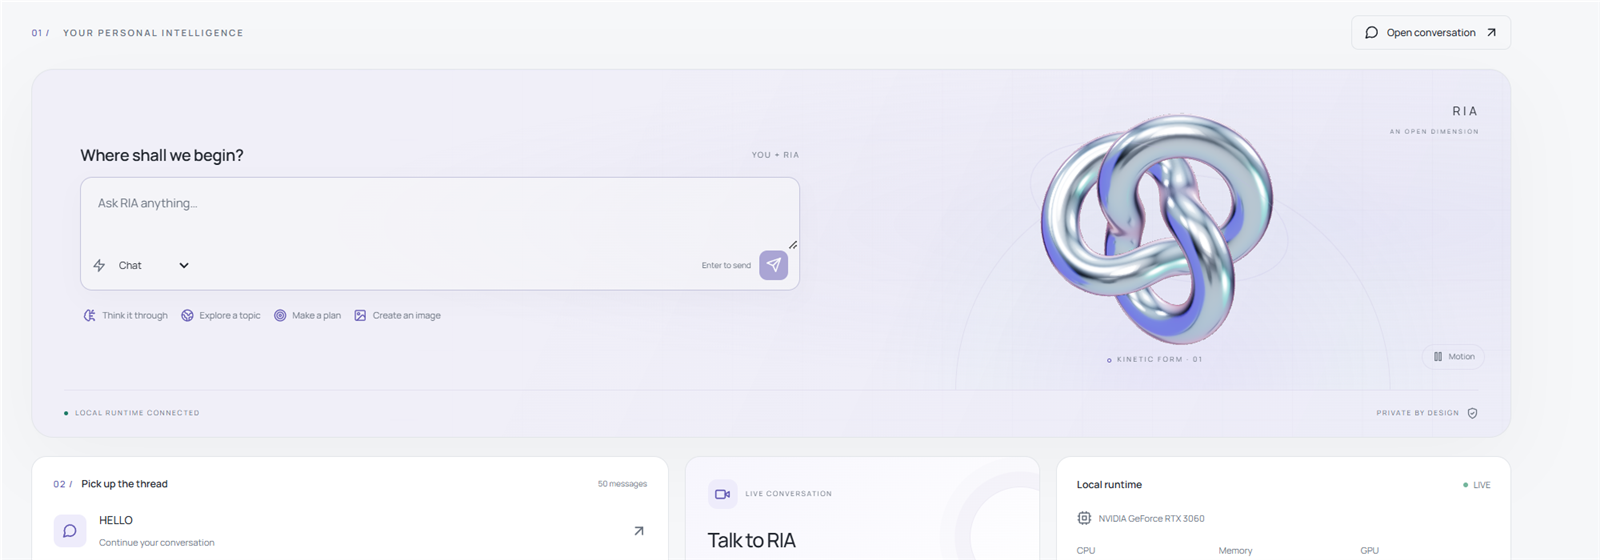 01 / YOUR PERSONAL INTELLIGENCE
Open conversation
RIA
AN OPEN DIMENSION
Where shall we begin?
YOU + RIA
Ask RIA anything...
Chat
Enter to send
Think it through
Explore a topic
Make a plan
Create an image
KINETIC FORM · 01
Motion
LOCAL RUNTIME CONNECTED
PRIVATE BY DESIGN
02 / Pick up the thread
50 messages
HELLO
Continue your conversation
LIVE CONVERSATION
Talk to RIA
Local runtime
LIVE
NVIDIA GeForce RTX 3060
CPU
Memory
GPU